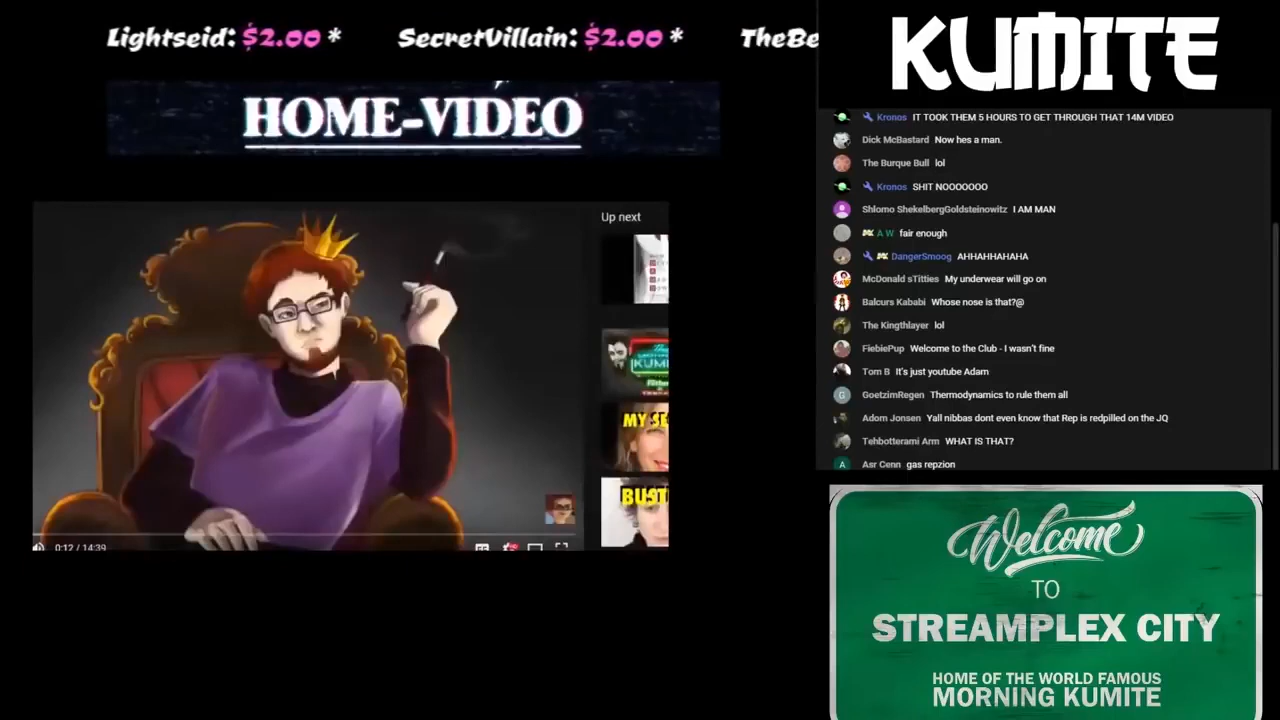 Lightseid: $2.00 * SecretVillain: $2.00 * TheBe
HOME-VIDEO
Up next
KUMI
MY SE
BUST
0:12 / 14:39
KUMITE
Kronos IT TOOK THEM 5 HOURS TO GET THROUGH THAT 14M VIDEO
Dick McBastard Now hes a man.
The Burque Bull lol
Kronos SHIT NOOOOOOO
Shlomo ShekelbergGoldsteinowitz I AM MAN
A W fair enough
DangerSmoog AHHAHHAHAHA
McDonald sTitties My underwear will go on
Balcurs Kababi Whose nose is that?@
The Kingthlayer lol
FiebiePup Welcome to the Club - I wasn't fine
Tom B It's just youtube Adam
G GoetzimRegen Thermodynamics to rule them all
Adom Jonsen Yall nibbas dont even know that Rep is redpilled on the JQ
Tehbotterami Arm WHAT IS THAT?
A Asr Cenn gas repzion
Welcome
TO
STREAMPLEX CITY
HOME OF THE WORLD FAMOUS
MORNING KUMITE